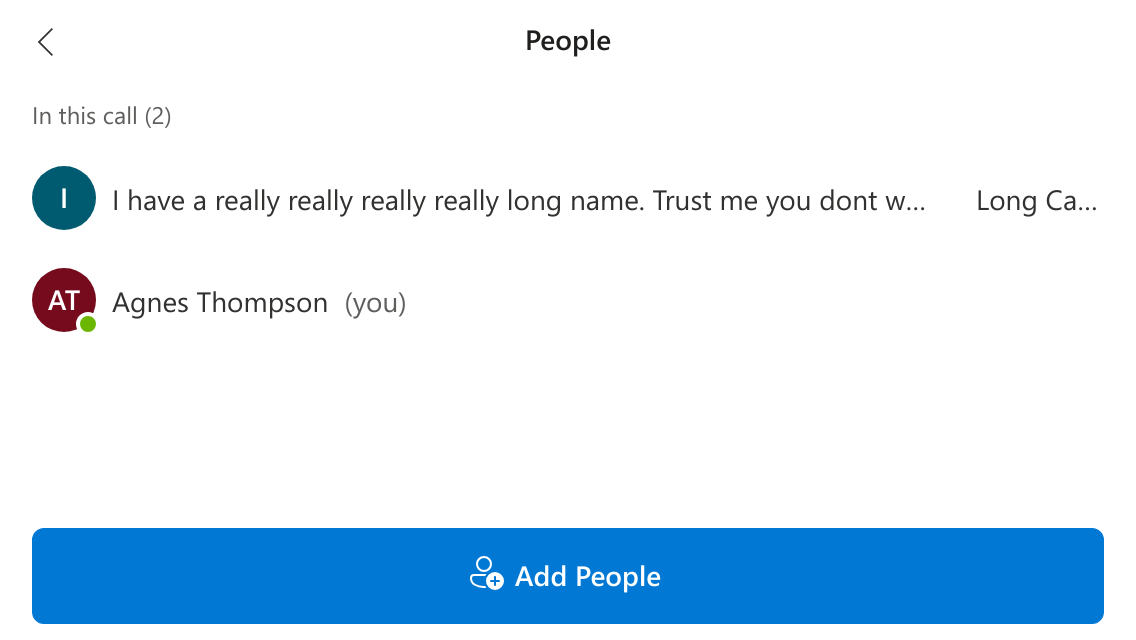 People
In this call (2)
I
I have a really really really really long name. Trust me you dont w... Long Ca...
AT
Agnes Thompson (you)
Add People